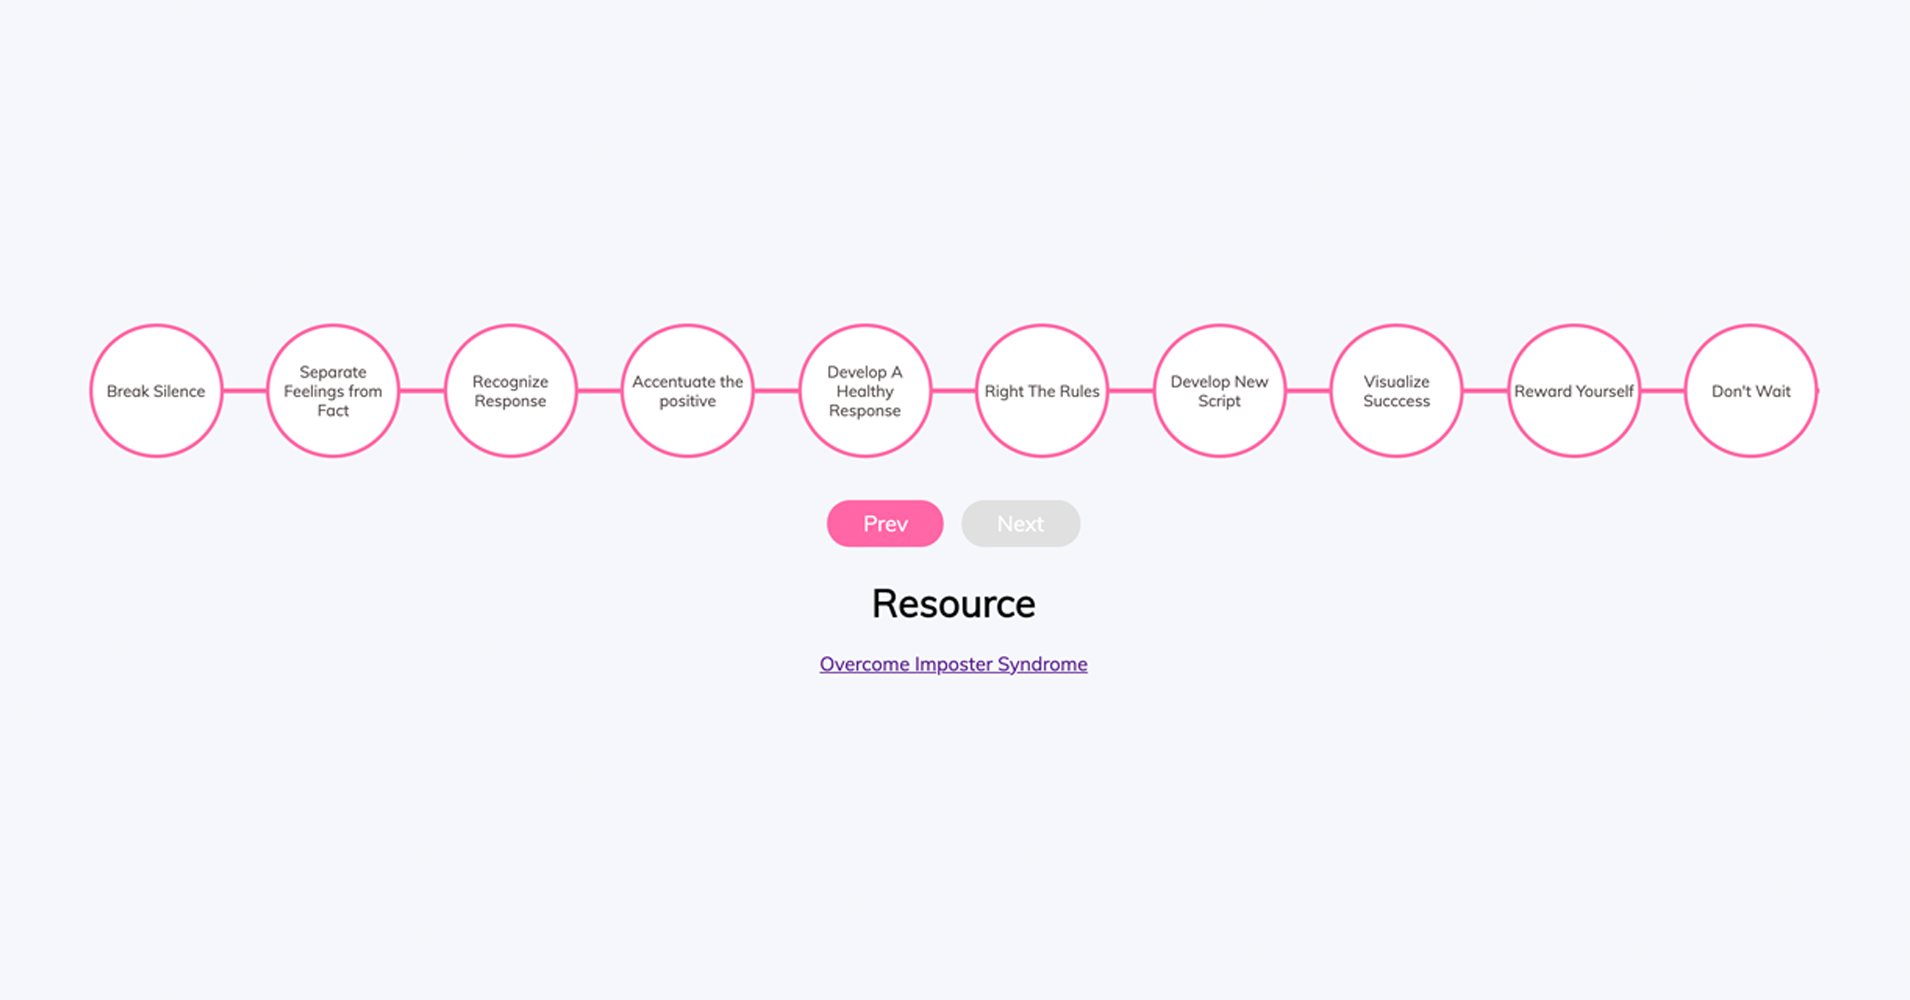 Break Silence
Separate
Feelings from
Fact
Recognize
Response
Accentuate the
positive
Develop A
Healthy
Response
Right The Rules
Develop New
Script
Visualize
Succcess
Reward Yourself
Don't Wait
Prev
Next
Resource
Overcome Imposter Syndrome